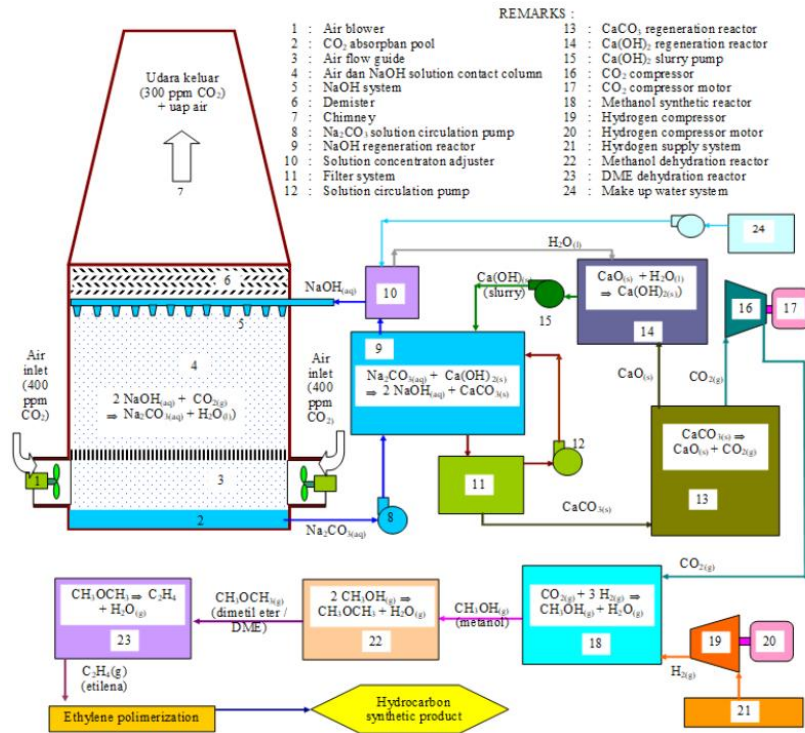 REMARKS :
1 : Air blower
2 : CO₂ absorpban pool
3 : Air flow guide
4 : Air dan NaOH solution contact column
5 : NaOH system
6 : Demister
7 : Chimney
8 : Na₂CO₃ solution circulation pump
9 : NaOH regeneration reactor
10 : Solution concentraton adjuster
11 : Filter system
12 : Solution circulation pump
13 : CaCO₃ regeneration reactor
14 : Ca(OH)₂ regeneration reactor
15 : Ca(OH)₂ slurry pump
16 : CO₂ compressor
17 : CO₂ compressor motor
18 : Methanol synthetic reactor
19 : Hydrogen compressor
20 : Hydrogen compressor motor
21 : Hyrdogen supply system
22 : Methanol dehydration reactor
23 : DME dehydration reactor
24 : Make up water system
Udara keluar
(300 ppm CO₂)
+ uap air
7
6
NaOH(aq)
5
4
Air
inlet
(400
ppm
CO₂)
2 NaOH(aq) + CO₂(g)
⇒ Na₂CO₃(aq) + H₂O(l)
Air
inlet
(400
ppm
CO₂)
1
3
2
Na₂CO₃(aq)
8
10
H₂O(l)
24
9
Na₂CO₃(aq) + Ca(OH)₂(s)
⇒ 2 NaOH(aq) + CaCO₃(s)
Ca(OH)₂(s)
(slurry)
15
CaO(s) + H₂O(l)
⇒ Ca(OH)₂(s)
14
16
17
CaO(s)
CO₂(g)
11
12
CaCO₃(s)
CaCO₃(s) ⇒
CaO(s) + CO₂(g)
13
CO₂(g)
CH₃OCH₃ ⇒ C₂H₄
+ H₂O(g)
23
CH₃OCH₃(g)
(dimetil eter /
DME)
2 CH₃OH(g) ⇒
CH₃OCH₃ + H₂O(g)
22
CH₃OH(g)
(metanol)
CO₂(g) + 3 H₂(g) ⇒
CH₃OH(g) + H₂O(g)
18
19
20
H₂(g)
21
C₂H₄(g)
(etilena)
Ethylene polimerization
Hydrocarbon
synthetic product